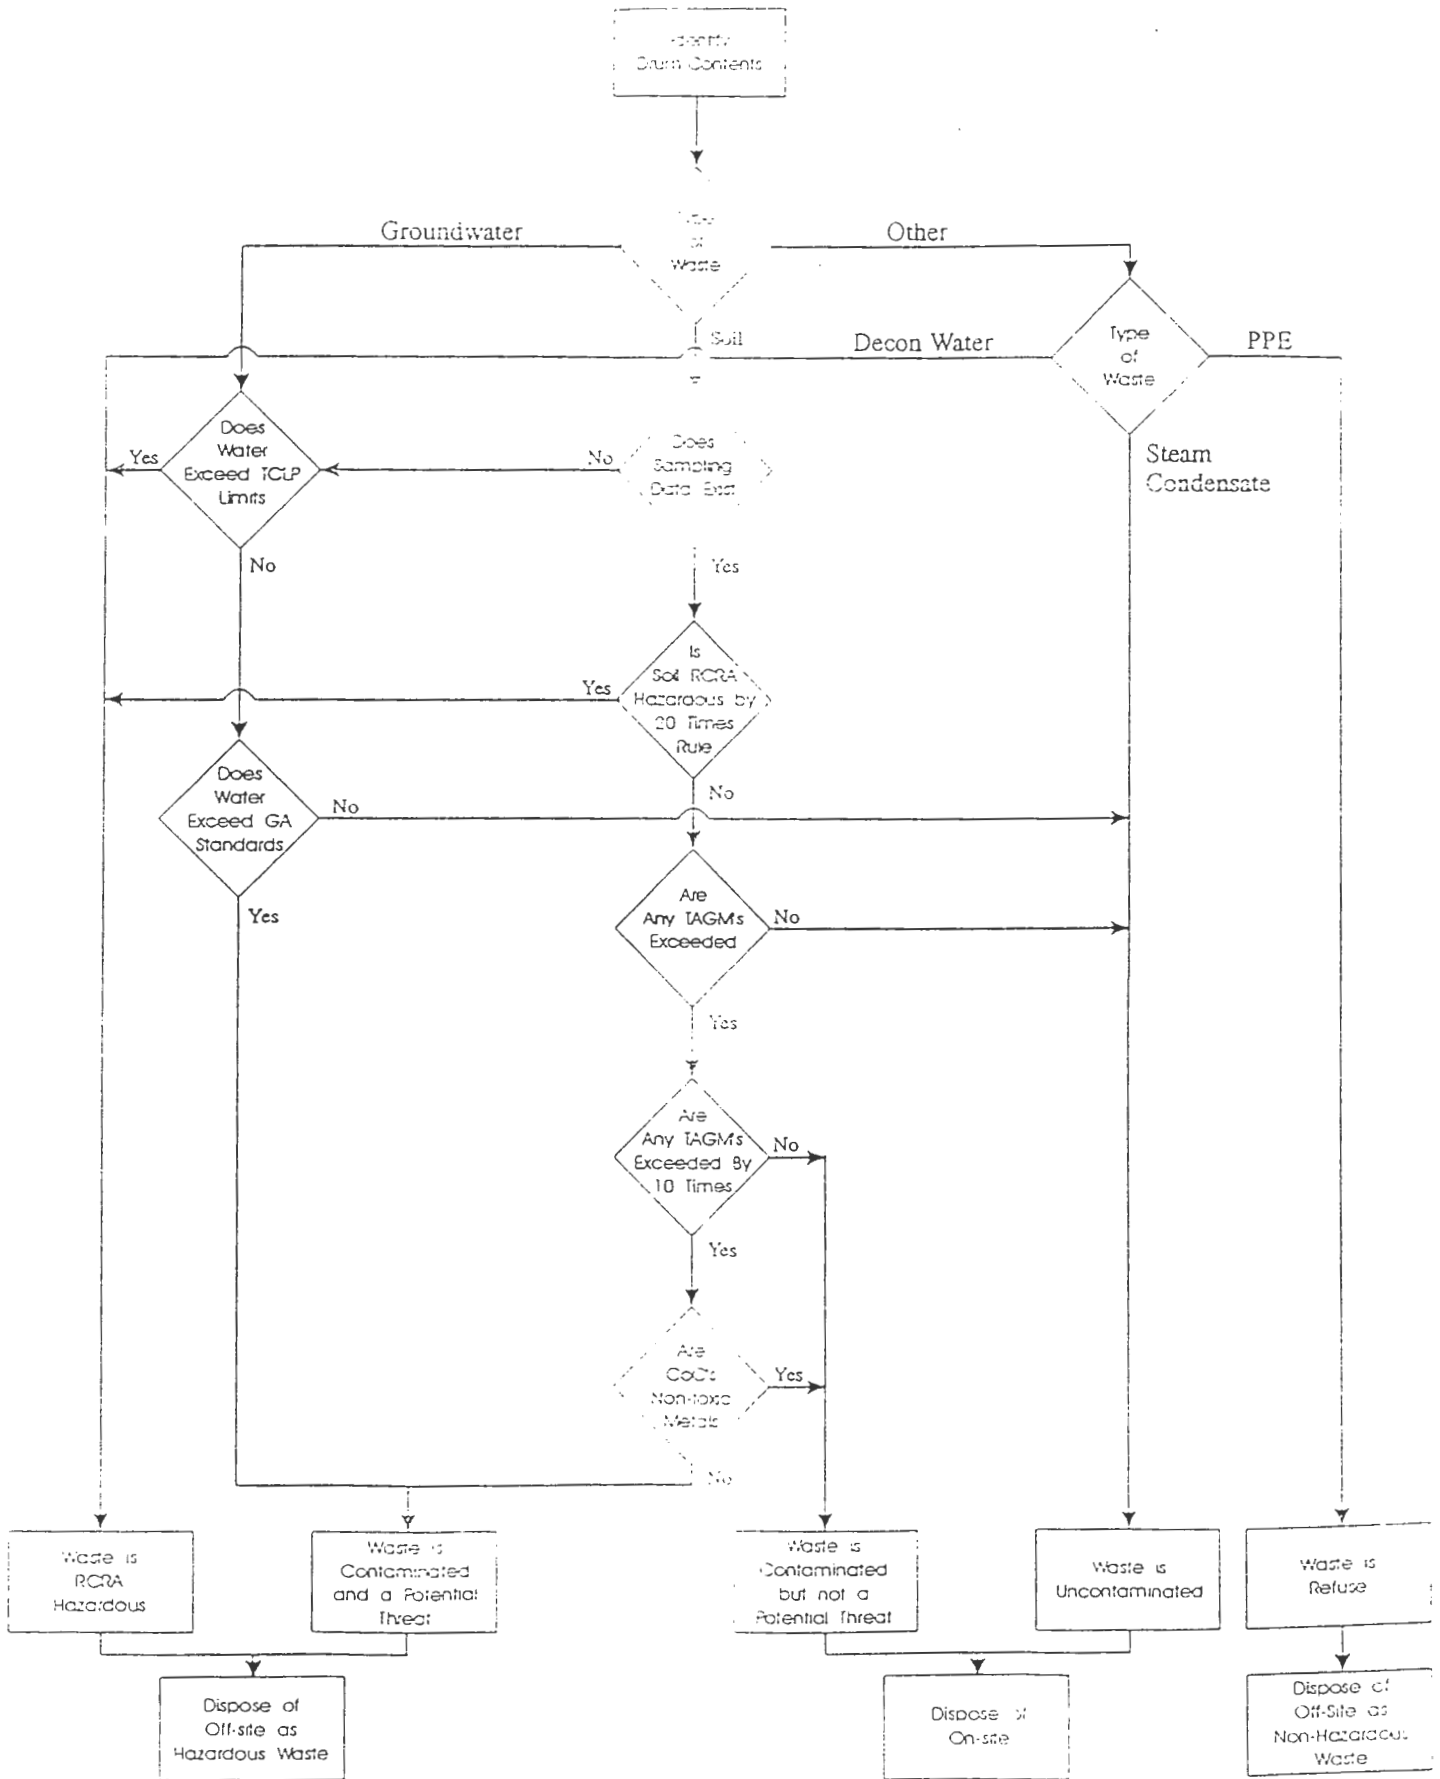 Identify
Drum Contents
Groundwater
Type
of
Waste
Other
Soil
Decon Water
Type
of
Waste
PPE
Does
Water
Exceed TCLP
Limits
Yes
No
Does
Sampling
Data Exist
No
Yes
Steam
Condensate
Is
Soil RCRA
Hazardous by
20 Times
Rule
Yes
No
Does
Water
Exceed GA
Standards
No
Yes
Are
Any TAGM's
Exceeded
No
Yes
Are
Any TAGM's
Exceeded By
10 Times
No
Yes
Are
CoC's
Non-toxic
Metals
Yes
No
Waste is
RCRA
Hazardous
Waste is
Contaminated
and a Potential
Threat
Waste is
Contaminated
but not a
Potential Threat
Waste is
Uncontaminated
Waste is
Refuse
Dispose of
Off-site as
Hazardous Waste
Dispose of
On-site
Dispose of
Off-Site as
Non-Hazardous
Waste